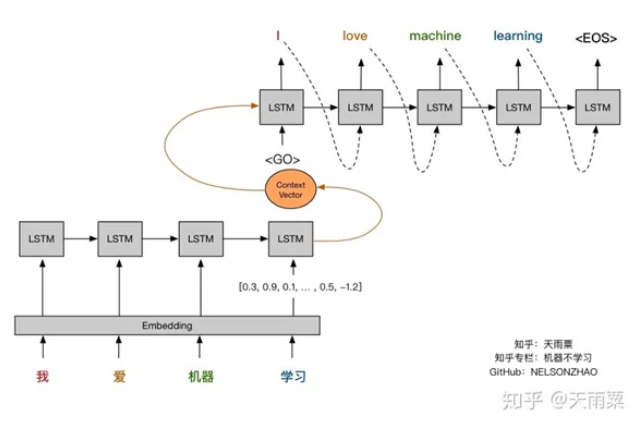 I love machine learning <EOS>
LSTM LSTM LSTM LSTM LSTM
<GO>
Context
Vector
LSTM LSTM LSTM LSTM
[0.3, 0.9, 0.1, ... , 0.5, -1.2]
Embedding
我 爱 机器 学习
知乎：天雨粟
知乎专栏：机器不学习
GitHub：NELSONZHAO
知乎 @天雨粟